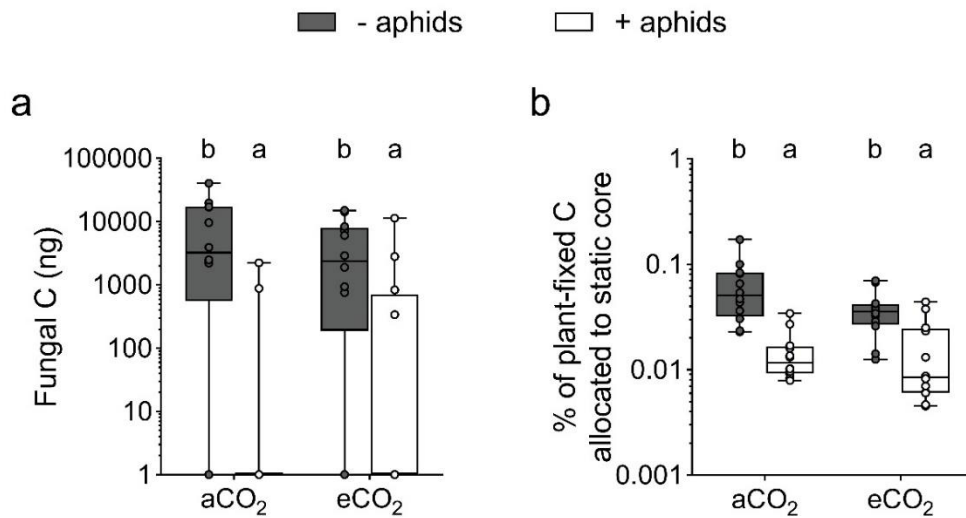 - aphids + aphids
a
b a b a
Fungal C (ng)
100000
10000
1000
100
10
1
aCO₂ eCO₂
b
b a b a
% of plant-fixed C
allocated to static core
1
0.1
0.01
0.001
aCO₂ eCO₂